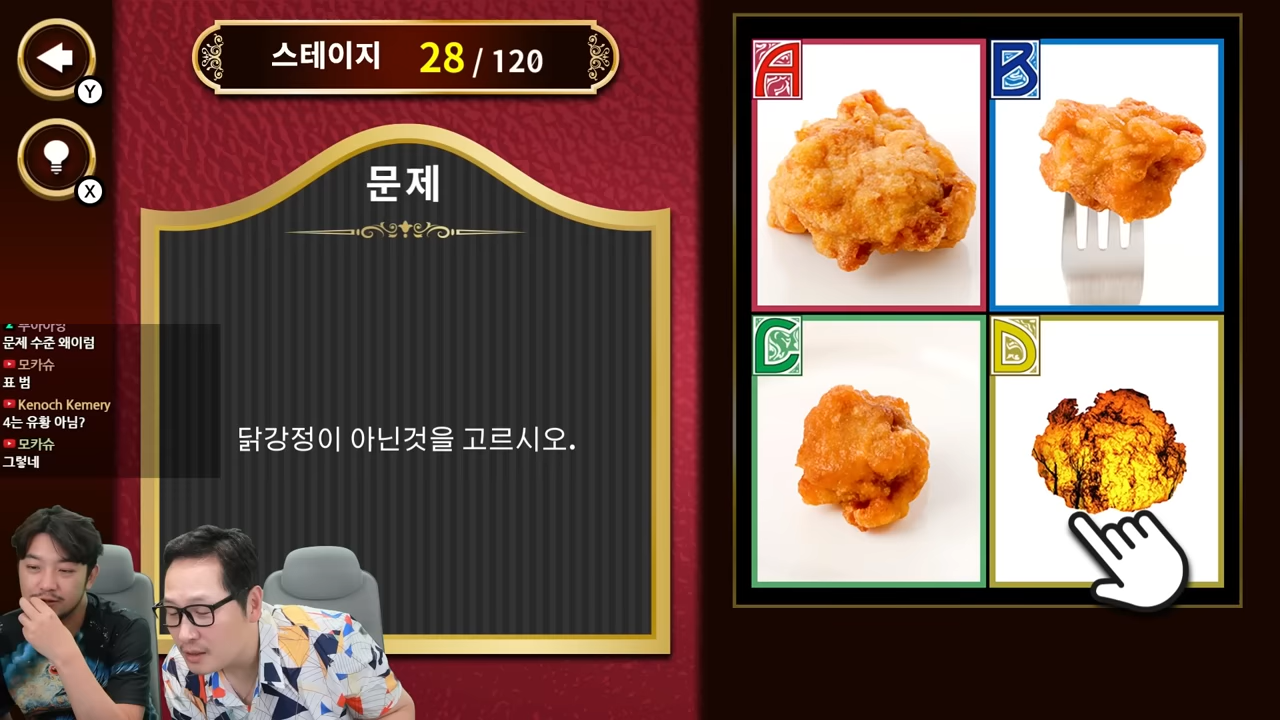 스테이지 28 / 120
Y
X
문제
닭강정이 아닌것을 고르시오.
A
B
C
D
문제 수준 왜이럼
모카슈
표 범
Kenoch Kemery
4는 유황 아님?
모카슈
그렇네